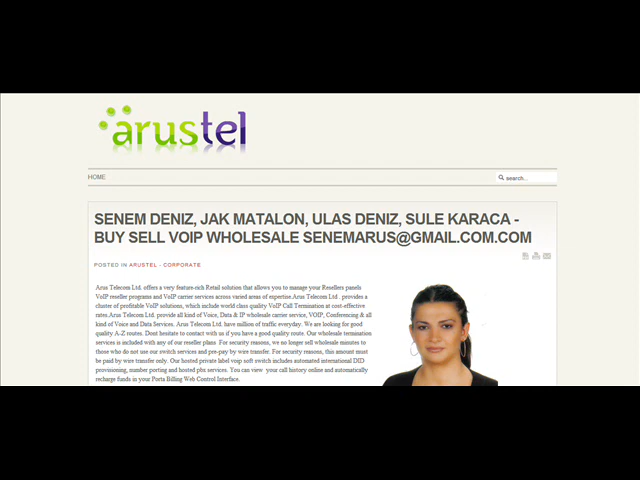 arustel
HOME
search...
SENEM DENIZ, JAK MATALON, ULAS DENIZ, SULE KARACA -
BUY SELL VOIP WHOLESALE SENEMARUS@GMAIL.COM.COM
POSTED IN ARUSTEL - CORPORATE
Arus Telecom Ltd. offers a very feature-rich Retail solution that allows you to manage your Resellers panels
VoIP reseller programs and VoIP carrier services across varied areas of expertise.Arus Telecom Ltd . provides a
cluster of profitable VoIP solutions, which include world class quality VoIP Call Termination at cost-effective
rates.Arus Telecom Ltd. provide all kind of Voice, Data & IP wholesale carrier service, VOIP, Conferencing & all
kind of Voice and Data Services. Arus Telecom Ltd. have million of traffic everyday. We are looking for good
quality A-Z routes. Dont hesitate to contact with us if you have a good quality route. Our wholesale termination
services is included with any of our reseller plans  For security reasons, we no longer sell wholesale minutes to
those who do not use our switch services and pre-pay by wire transfer. For security reasons, this amount must
be paid by wire transfer only. Our hosted private label voip soft switch includes automated international DID
provisioning, number porting and hosted pbx services. You can view  your call history online and automatically
recharge funds in your Porta Billing Web Control Interface.